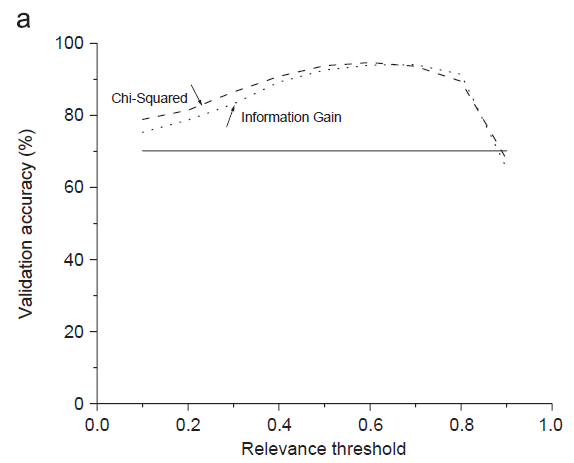 a
100
80
60
40
20
0
Validation accuracy (%)
Chi-Squared
Information Gain
0.0 0.2 0.4 0.6 0.8 1.0
Relevance threshold